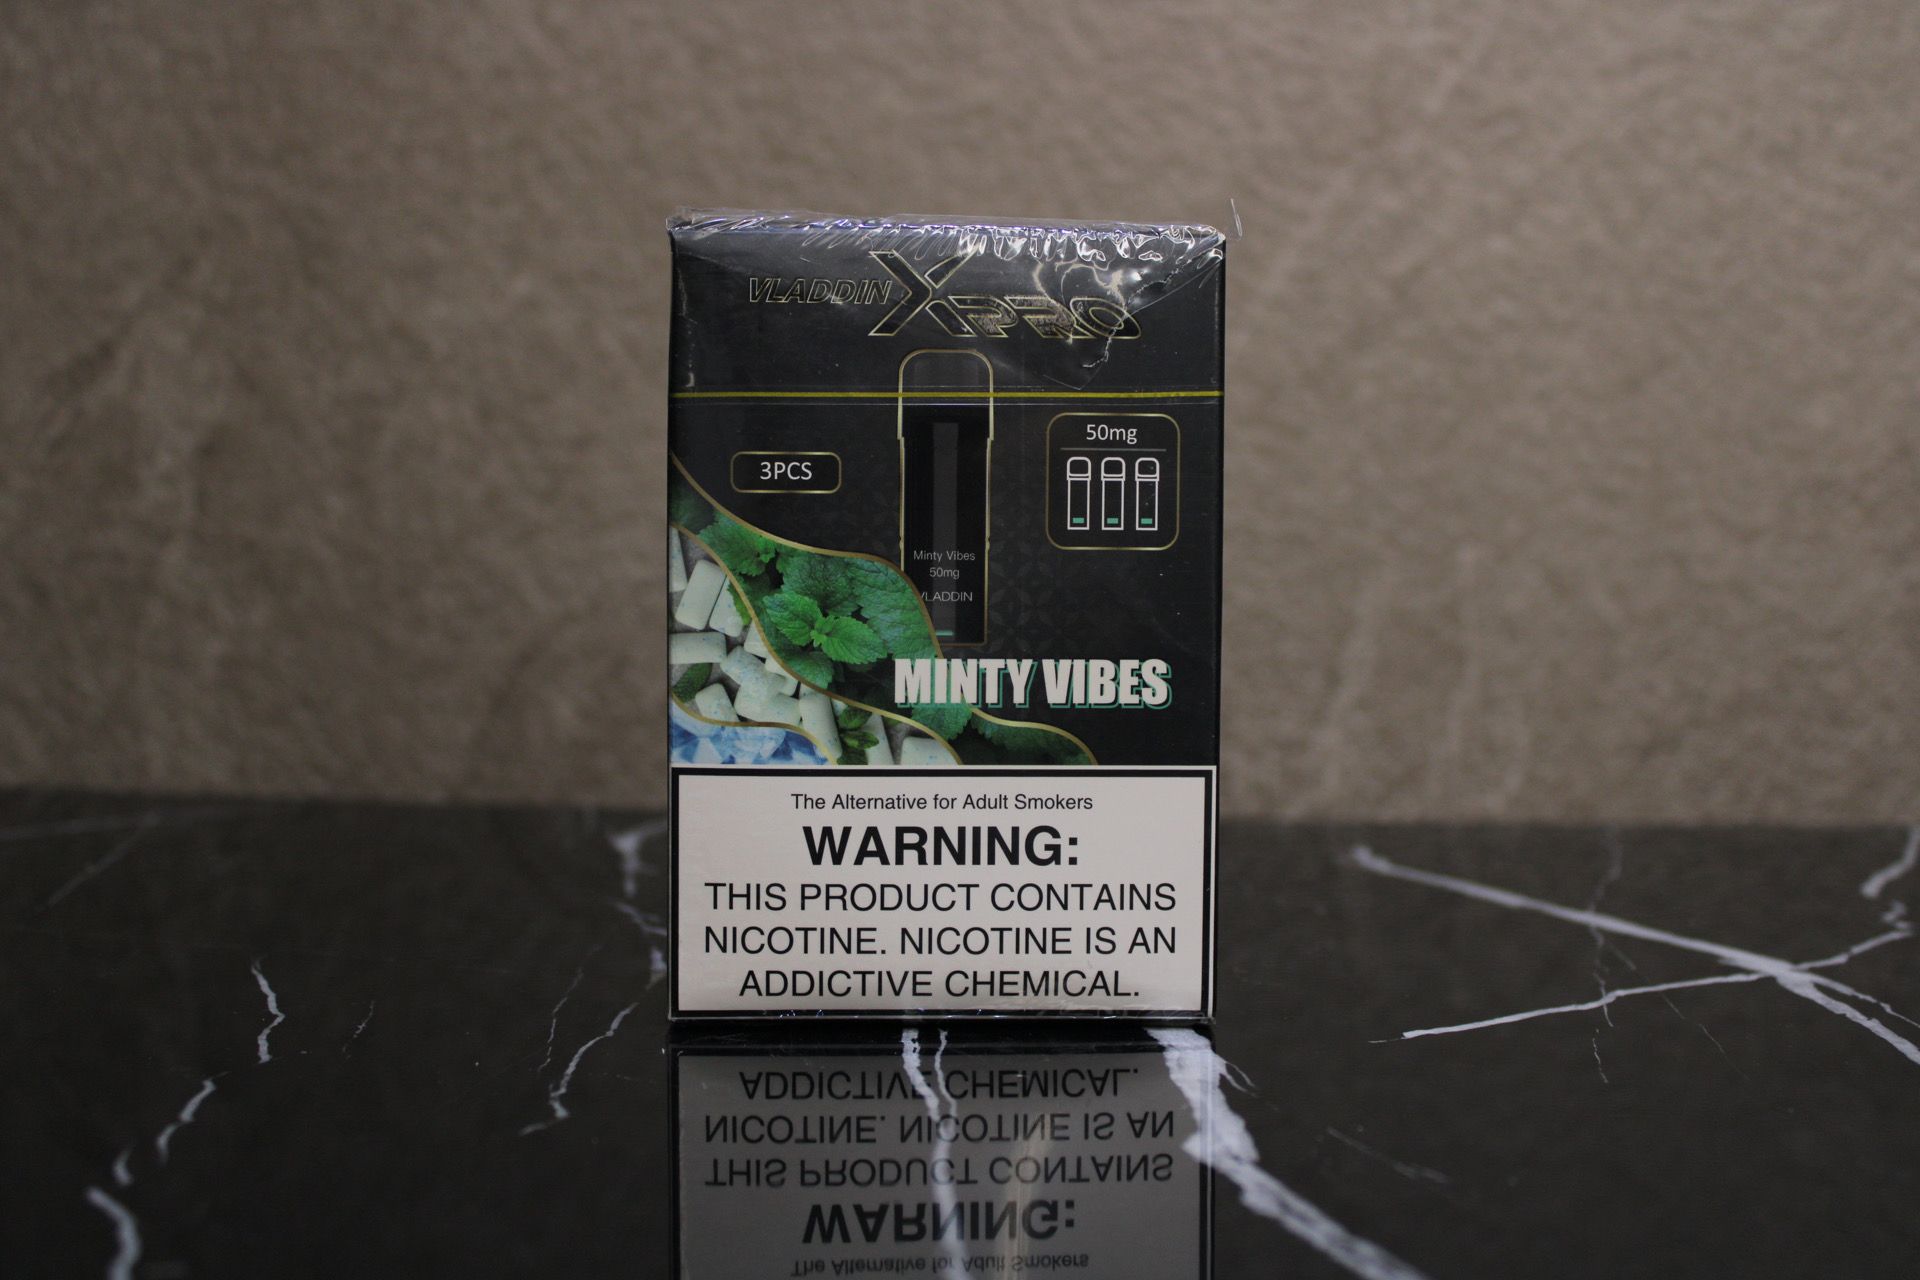 VLADDIN XPRO
50mg
3PCS
Minty Vibes
50mg
VLADDIN
MINTY VIBES
The Alternative for Adult Smokers
WARNING:
THIS PRODUCT CONTAINS
NICOTINE. NICOTINE IS AN
ADDICTIVE CHEMICAL.